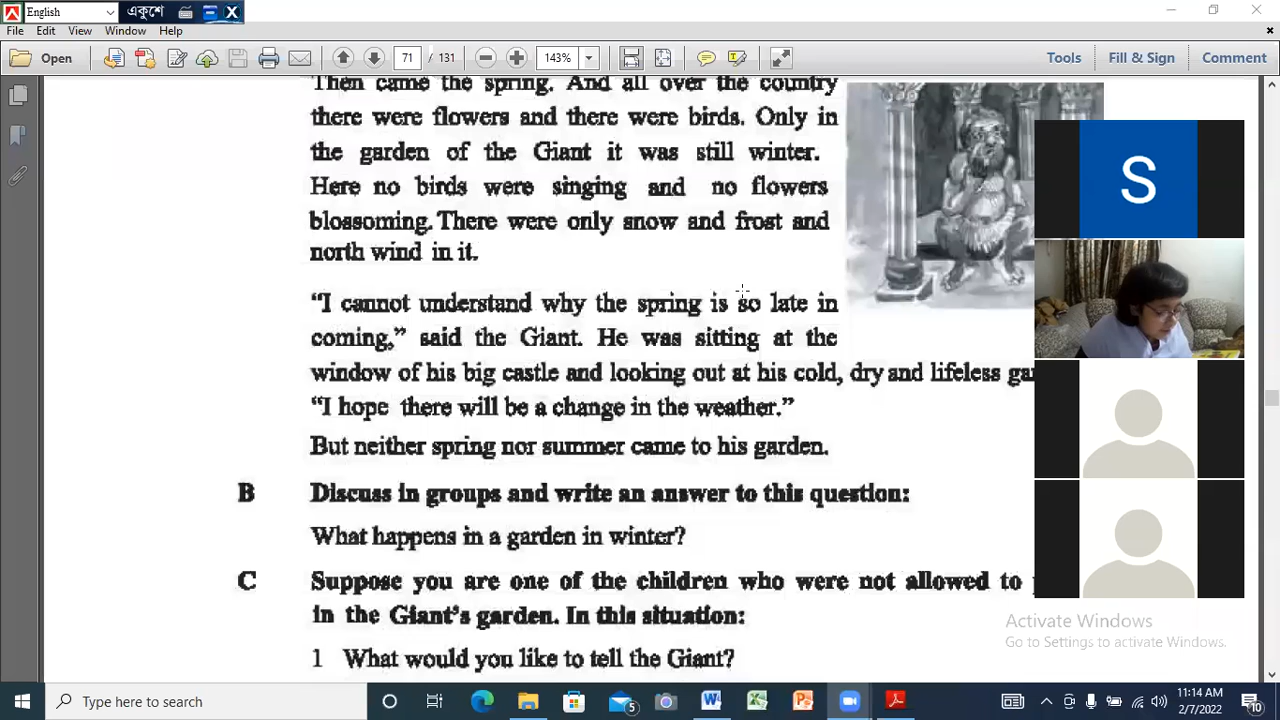 English একুশে
File Edit View Window Help
Open 71 / 131 143% Tools Fill & Sign Comment
Then came the spring. And all over the country
there were flowers and there were birds. Only in
the garden of the Giant it was still winter.
Here no birds were singing and no flowers
blossoming. There were only snow and frost and
north wind in it.
“I cannot understand why the spring is so late in
coming,” said the Giant. He was sitting at the
window of his big castle and looking out at his cold, dry and lifeless
“I hope there will be a change in the weather.”
But neither spring nor summer came to his garden.
B Discuss in groups and write an answer to this question:
What happens in a garden in winter?
C Suppose you are one of the children who were not allowed to
in the Giant's garden. In this situation:
1 What would you like to tell the Giant?
S
Activate Windows
Go to Settings to activate Windows.
Type here to search
5
11:14 AM
2/7/2022
10